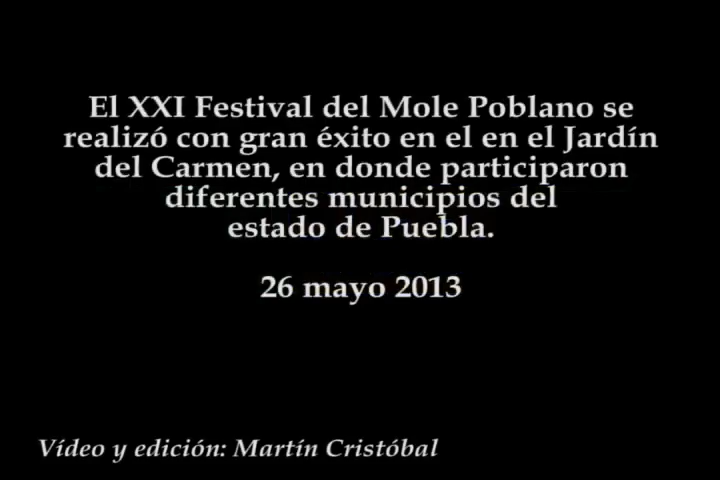 El XXI Festival del Mole Poblano se
realizó con gran éxito en el en el Jardín
del Carmen, en donde participaron
diferentes municipios del
estado de Puebla.
26 mayo 2013
Vídeo y edición: Martín Cristóbal